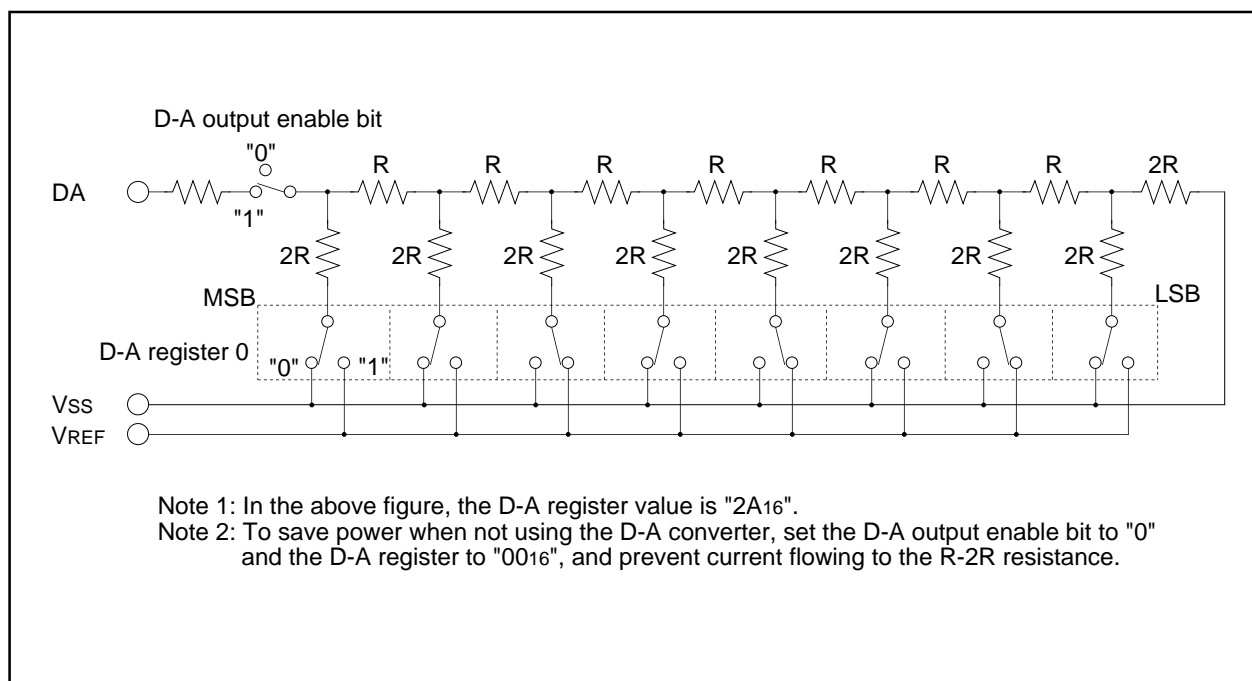 D-A output enable bit
"0"
R R R R R R R 2R
DA
"1"
2R 2R 2R 2R 2R 2R 2R 2R
MSB LSB
D-A register 0
"0" "1"
VSS
VREF
Note 1: In the above figure, the D-A register value is "2A16".
Note 2: To save power when not using the D-A converter, set the D-A output enable bit to "0"
and the D-A register to "0016", and prevent current flowing to the R-2R resistance.